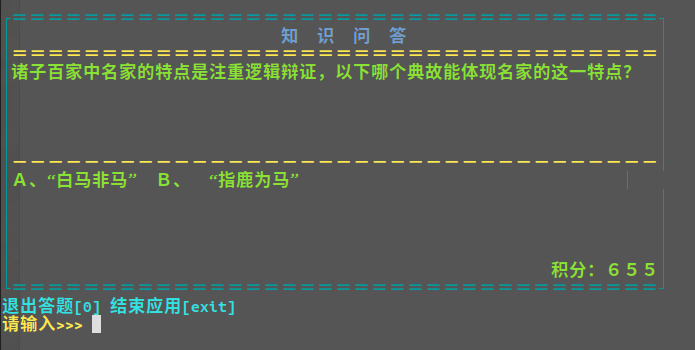 知 识 问 答
诸子百家中名家的特点是注重逻辑辩证，以下哪个典故能体现名家的这一特点？
A、“白马非马” B、 “指鹿为马”
积分：655
退出答题[0] 结束应用[exit]
请输入>>>